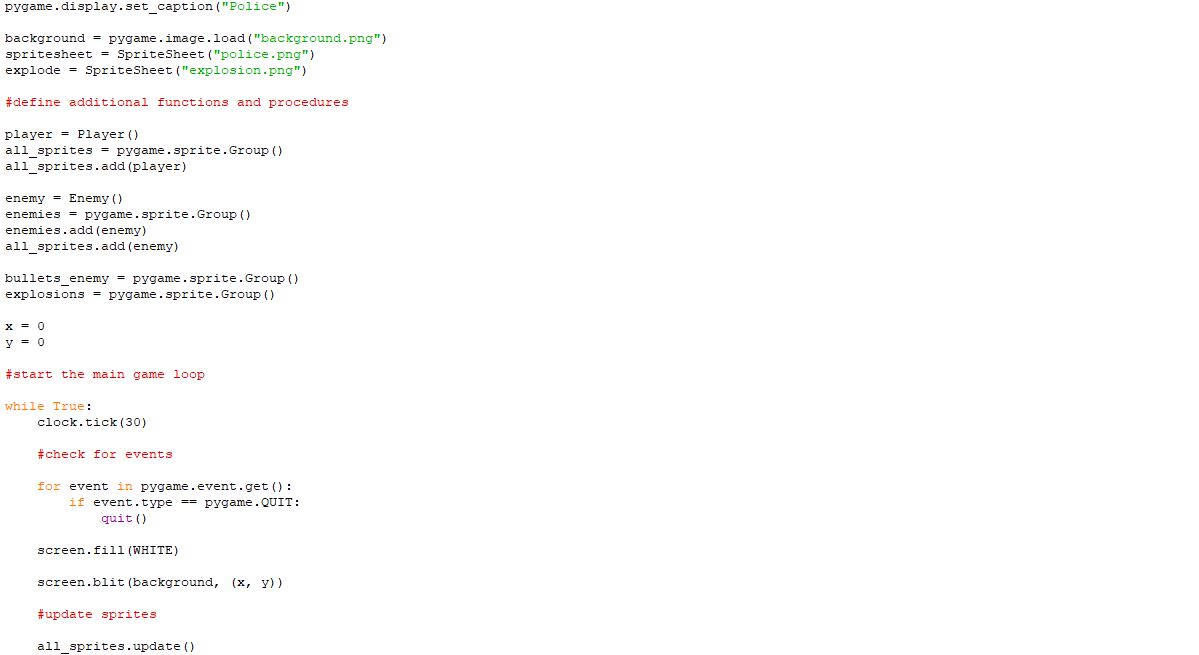 pygame.display.set_caption("Police")
background = pygame.image.load("background.png")
spritesheet = SpriteSheet("police.png")
explode = SpriteSheet("explosion.png")
#define additional functions and procedures
player = Player()
all_sprites = pygame.sprite.Group()
all_sprites.add(player)
enemy = Enemy()
enemies = pygame.sprite.Group()
enemies.add(enemy)
all_sprites.add(enemy)
bullets_enemy = pygame.sprite.Group()
explosions = pygame.sprite.Group()
x = 0
y = 0
#start the main game loop
while True:
    clock.tick(30)
    #check for events
    for event in pygame.event.get():
        if event.type == pygame.QUIT:
            quit()
    screen.fill(WHITE)
    screen.blit(background, (x, y))
    #update sprites
    all_sprites.update()